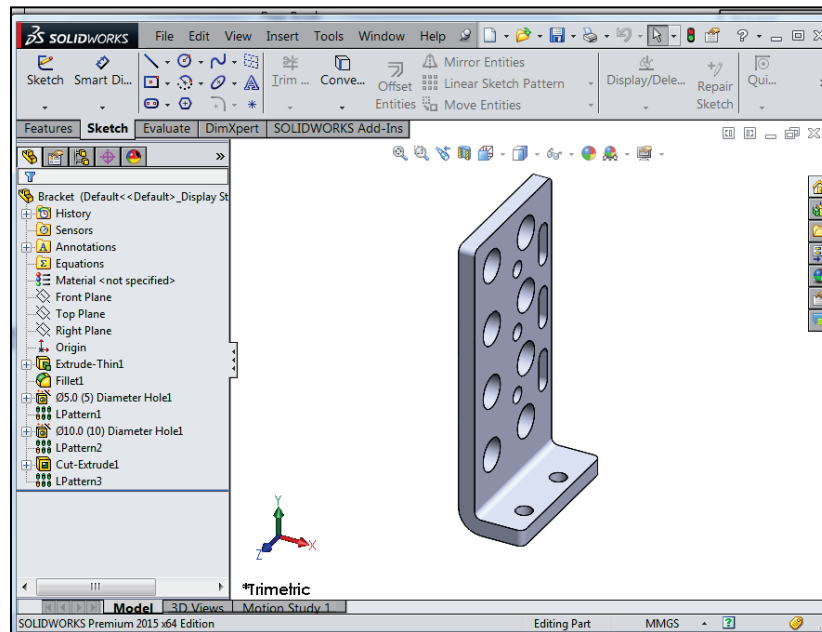 SOLIDWORKS File Edit View Insert Tools Window Help
Sketch Smart Di... Trim ... Conve... Offset Entities Mirror Entities Display/Dele... Repair Sketch Qui...
Linear Sketch Pattern
Move Entities
Features Sketch Evaluate DimXpert SOLIDWORKS Add-Ins
Bracket (Default<<Default>_Display St
History
Sensors
Annotations
Equations
Material <not specified>
Front Plane
Top Plane
Right Plane
Origin
Extrude-Thin1
Fillet1
Ø5.0 (5) Diameter Hole1
LPattern1
Ø10.0 (10) Diameter Hole1
LPattern2
Cut-Extrude1
LPattern3
Y
X
Z
*Trimetric
Model 3D Views Motion Study 1
SOLIDWORKS Premium 2015 x64 Edition Editing Part MMGS